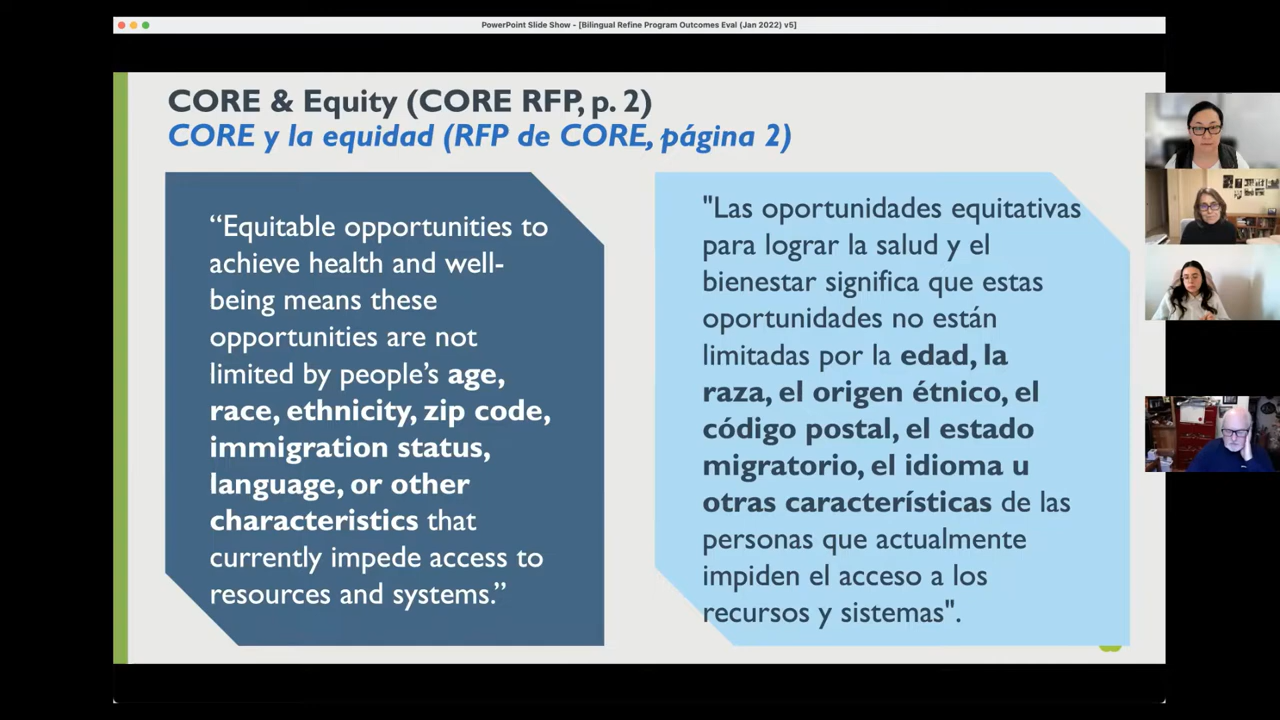 PowerPoint Slide Show - [Bilingual Refine Program Outcomes Eval (Jan 2022) v5]
CORE & Equity (CORE RFP, p. 2)
CORE y la equidad (RFP de CORE, página 2)
“Equitable opportunities to
achieve health and well-
being means these
opportunities are not
limited by people’s age,
race, ethnicity, zip code,
immigration status,
language, or other
characteristics that
currently impede access to
resources and systems.”
"Las oportunidades equitativas
para lograr la salud y el
bienestar significa que estas
oportunidades no están
limitadas por la edad, la
raza, el origen étnico, el
código postal, el estado
migratorio, el idioma u
otras características de las
personas que actualmente
impiden el acceso a los
recursos y sistemas".